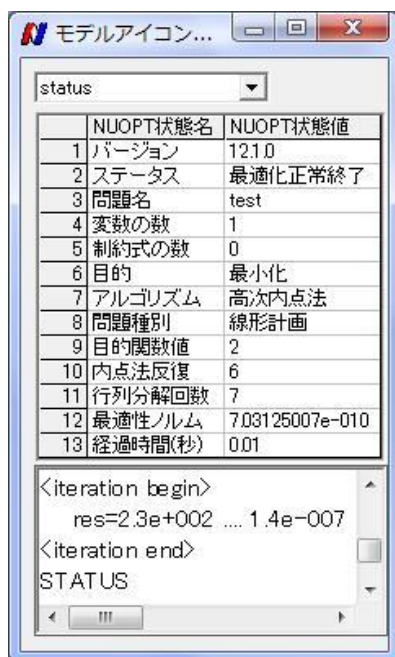 モデルアイコン...
status
NUOPT状態名 NUOPT状態値
1 バージョン 12.1.0
2 ステータス 最適化正常終了
3 問題名 test
4 変数の数 1
5 制約式の数 0
6 目的 最小化
7 アルゴリズム 高次内点法
8 問題種別 線形計画
9 目的関数値 2
10 内点法反復 6
11 行列分解回数 7
12 最適性ノルム 7.03125007e-010
13 経過時間(秒) 0.01
<iteration begin>
res=2.3e+002 .... 1.4e-007
<iteration end>
STATUS